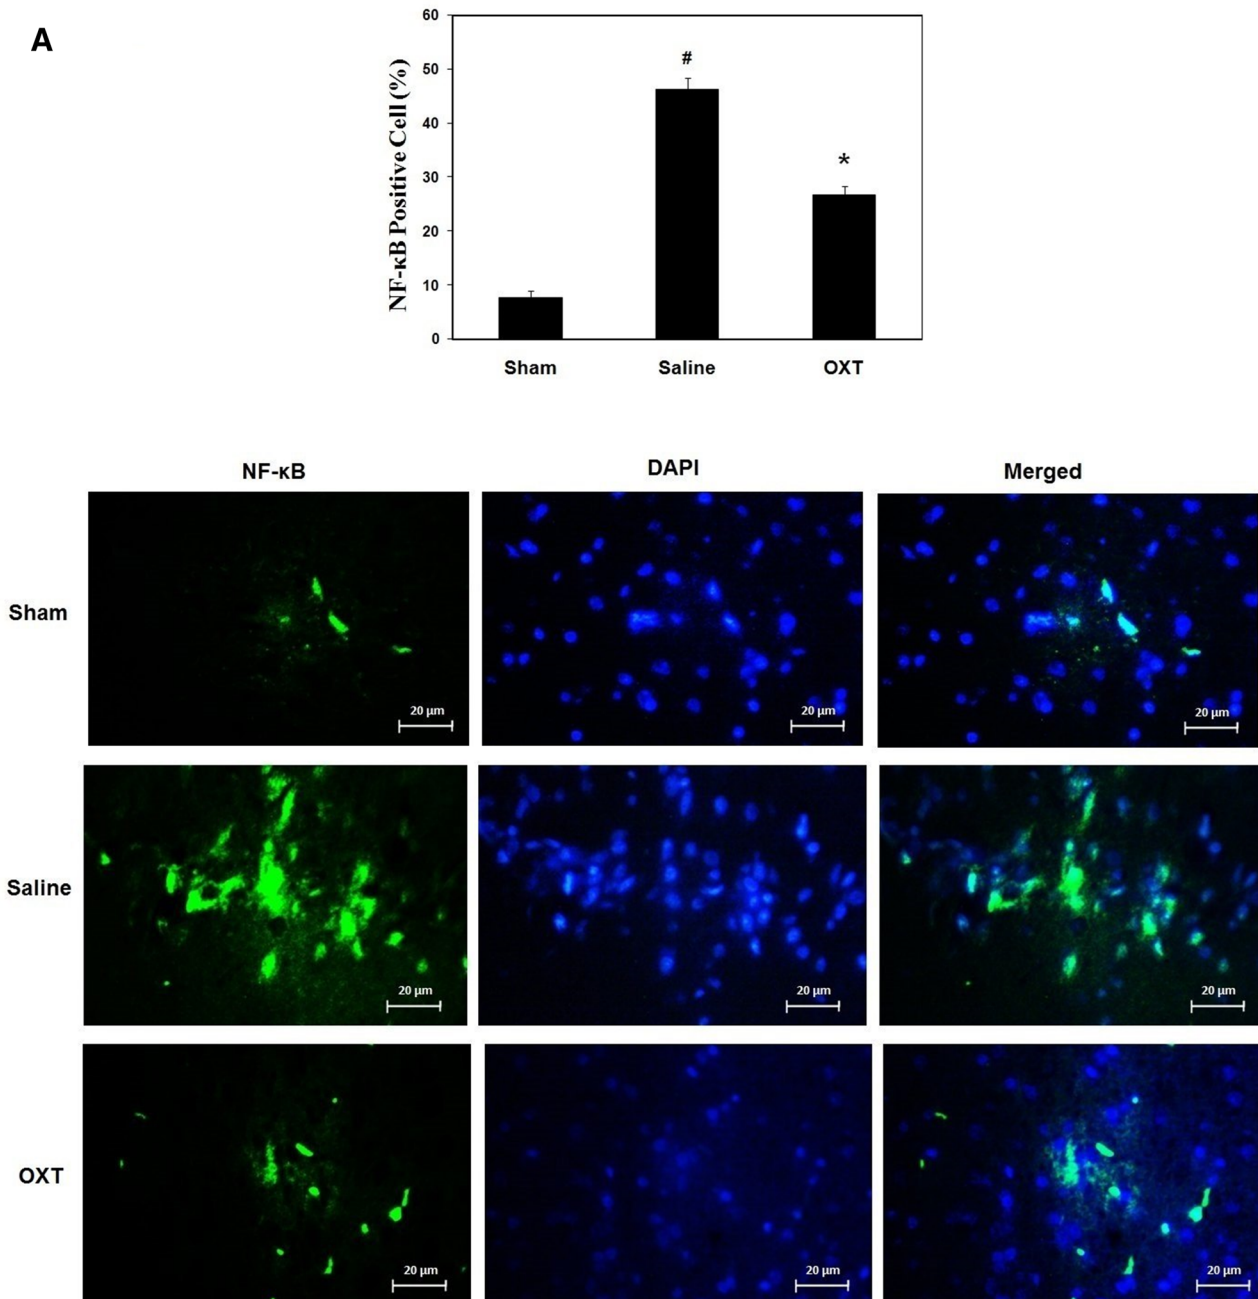 A
NF-κB Positive Cell (%)
60
50
40
30
20
10
0
#
*
Sham
Saline
OXT
NF-κB
DAPI
Merged
Sham
20 µm
20 µm
20 µm
Saline
20 µm
20 µm
20 µm
OXT
20 µm
20 µm
20 µm